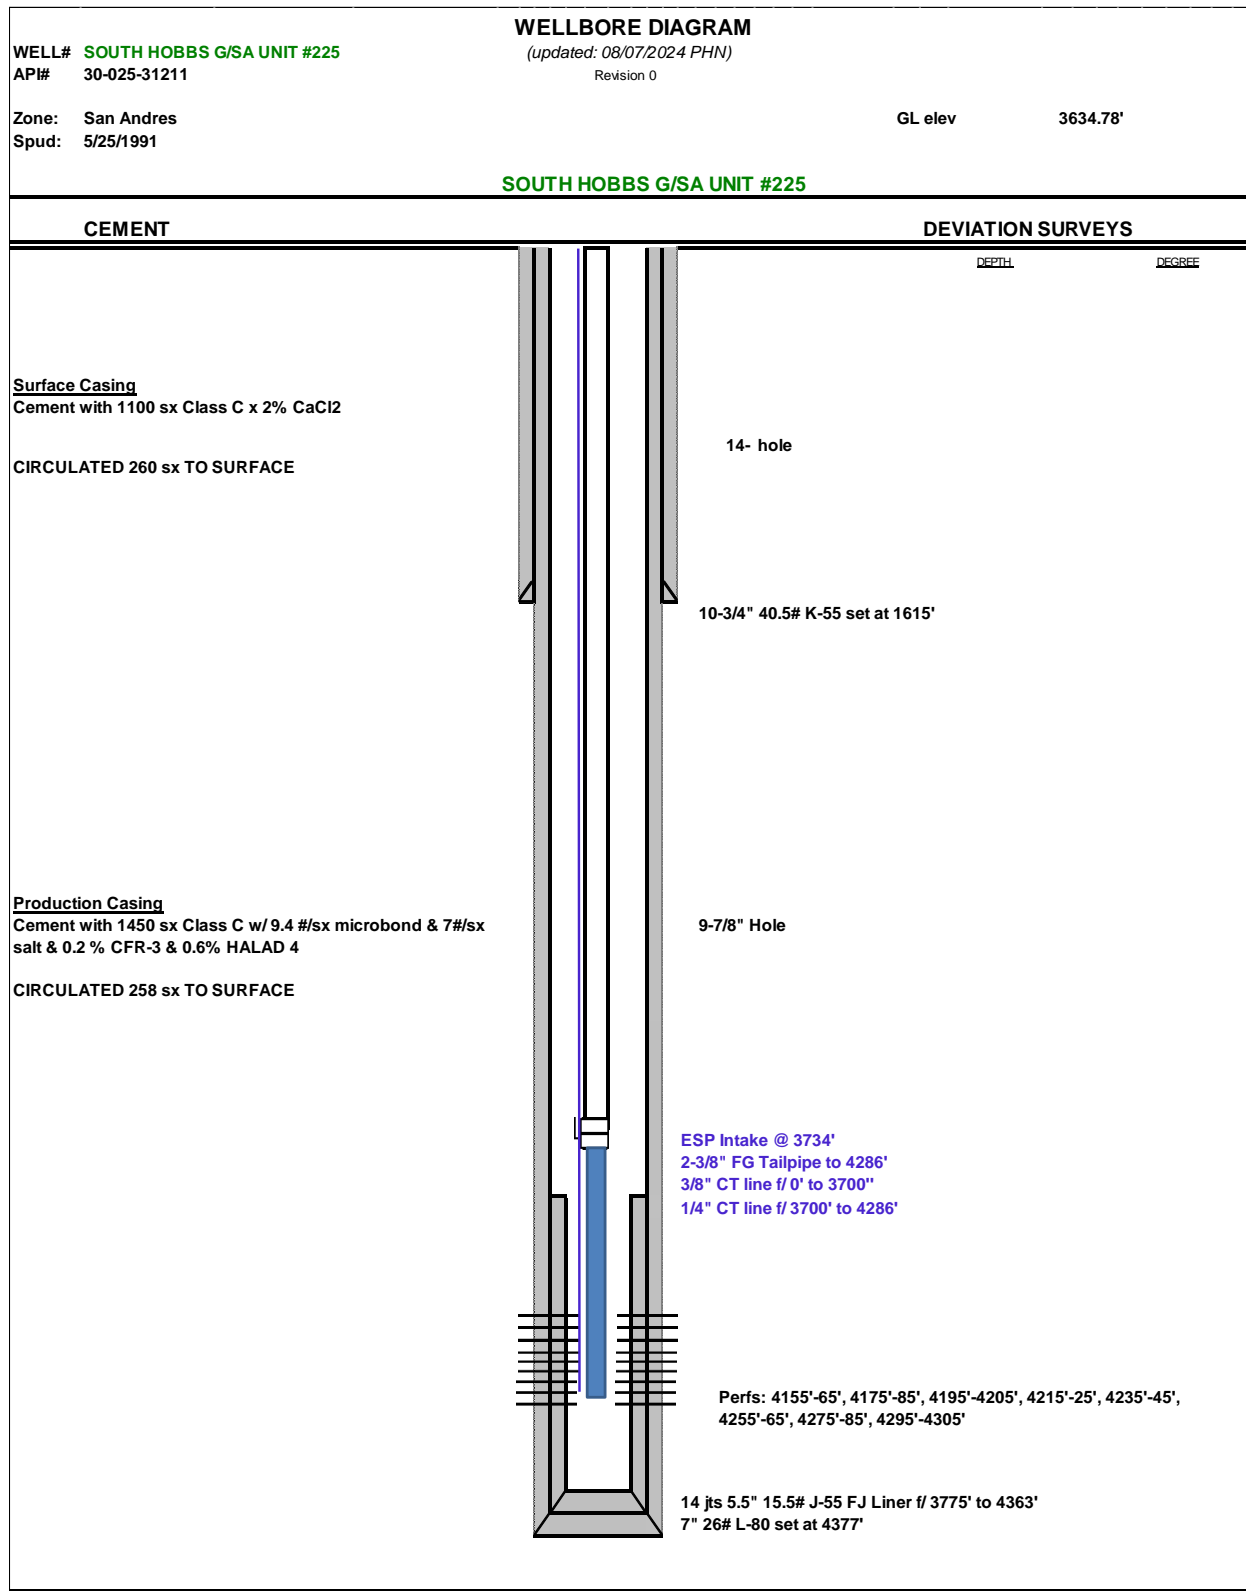 WELLBORE DIAGRAM
WELL# SOUTH HOBBS G/SA UNIT #225 (updated: 08/07/2024 PHN)
API# 30-025-31211 Revision 0
Zone: San Andres GL elev 3634.78'
Spud: 5/25/1991
SOUTH HOBBS G/SA UNIT #225
CEMENT DEVIATION SURVEYS
DEPTH DEGREE
Surface Casing
Cement with 1100 sx Class C x 2% CaCl2
14- hole
CIRCULATED 260 sx TO SURFACE
10-3/4" 40.5# K-55 set at 1615'
Production Casing
Cement with 1450 sx Class C w/ 9.4 #/sx microbond & 7#/sx
salt & 0.2 % CFR-3 & 0.6% HALAD 4
9-7/8" Hole
CIRCULATED 258 sx TO SURFACE
ESP Intake @ 3734'
2-3/8" FG Tailpipe to 4286'
3/8" CT line f/ 0' to 3700''
1/4" CT line f/ 3700' to 4286'
Perfs: 4155'-65', 4175'-85', 4195'-4205', 4215'-25', 4235'-45',
4255'-65', 4275'-85', 4295'-4305'
14 jts 5.5" 15.5# J-55 FJ Liner f/ 3775' to 4363'
7" 26# L-80 set at 4377'